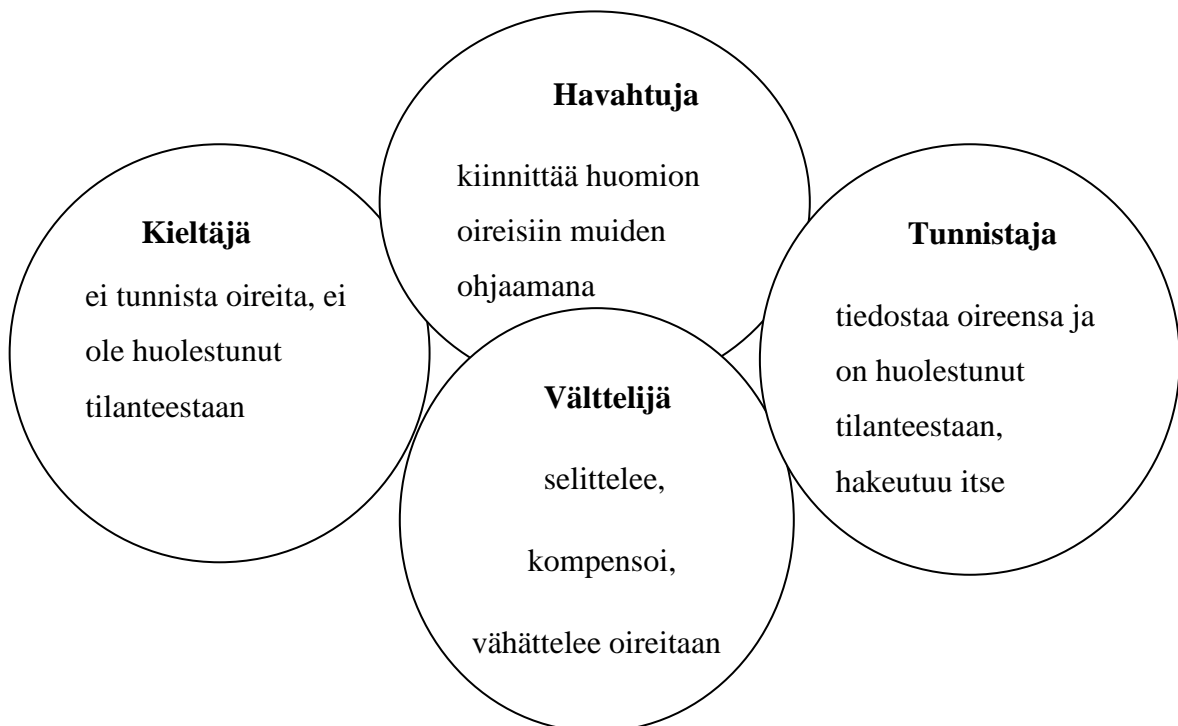 Havahtuja
kiinnittää huomion
oireisiin muiden
ohjaamana
Kieltäjä
ei tunnista oireita, ei
ole huolestunut
tilanteestaan
Tunnistaja
tiedostaa oireensa ja
on huolestunut
tilanteestaan,
hakeutuu itse
Välttelijä
selittelee,
kompensoi,
vähättelee oireitaan